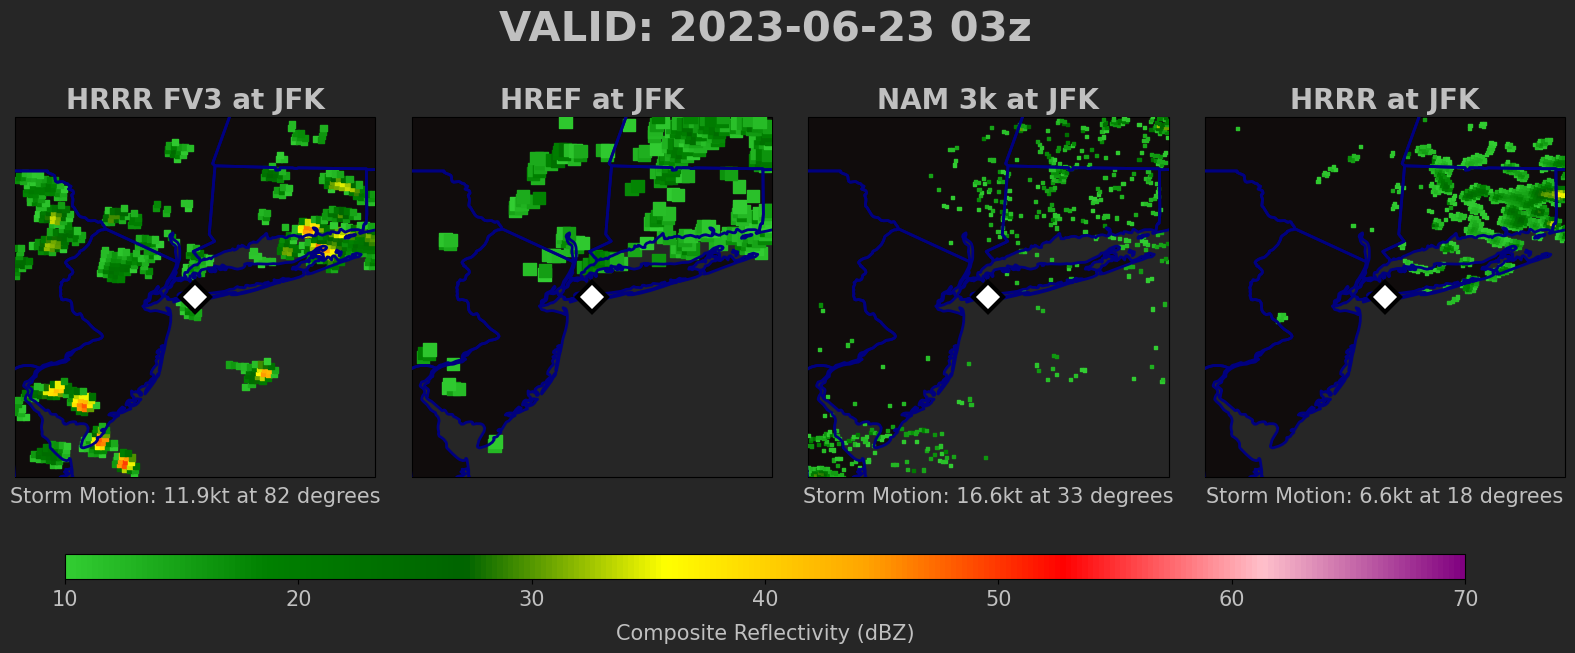 VALID: 2023-06-23 03z
HRRR FV3 at JFK
HREF at JFK
NAM 3k at JFK
HRRR at JFK
Storm Motion: 11.9kt at 82 degrees
Storm Motion: 16.6kt at 33 degrees
Storm Motion: 6.6kt at 18 degrees
10 20 30 40 50 60 70
Composite Reflectivity (dBZ)